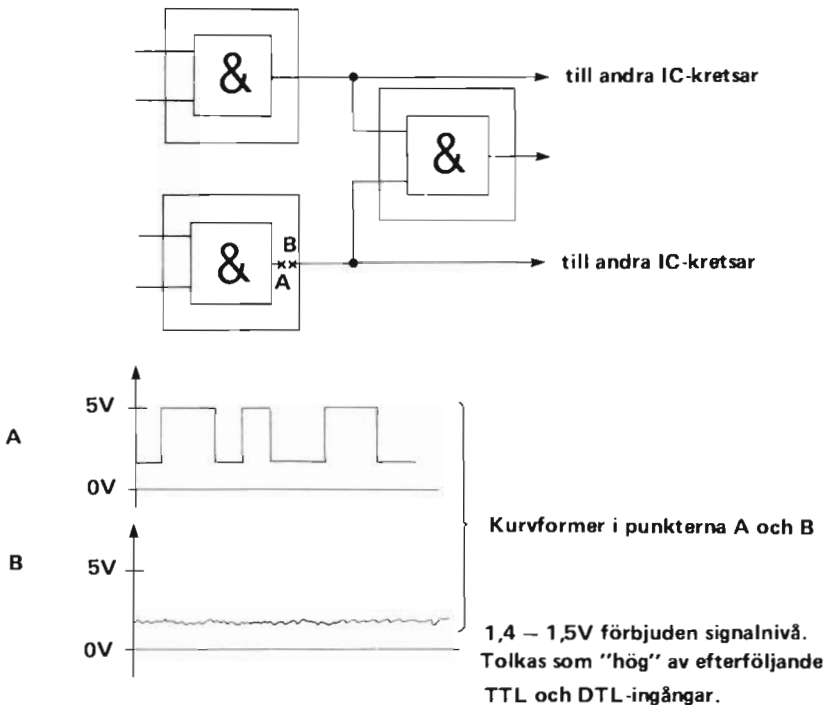 &
till andra IC-kretsar
&
&
B
A
till andra IC-kretsar
5V
A
0V
Kurvformer i punkterna A och B
B
5V
0V
1,4 – 1,5V förbjuden signalnivå.
Tolkas som "hög" av efterföljande
TTL och DTL-ingångar.